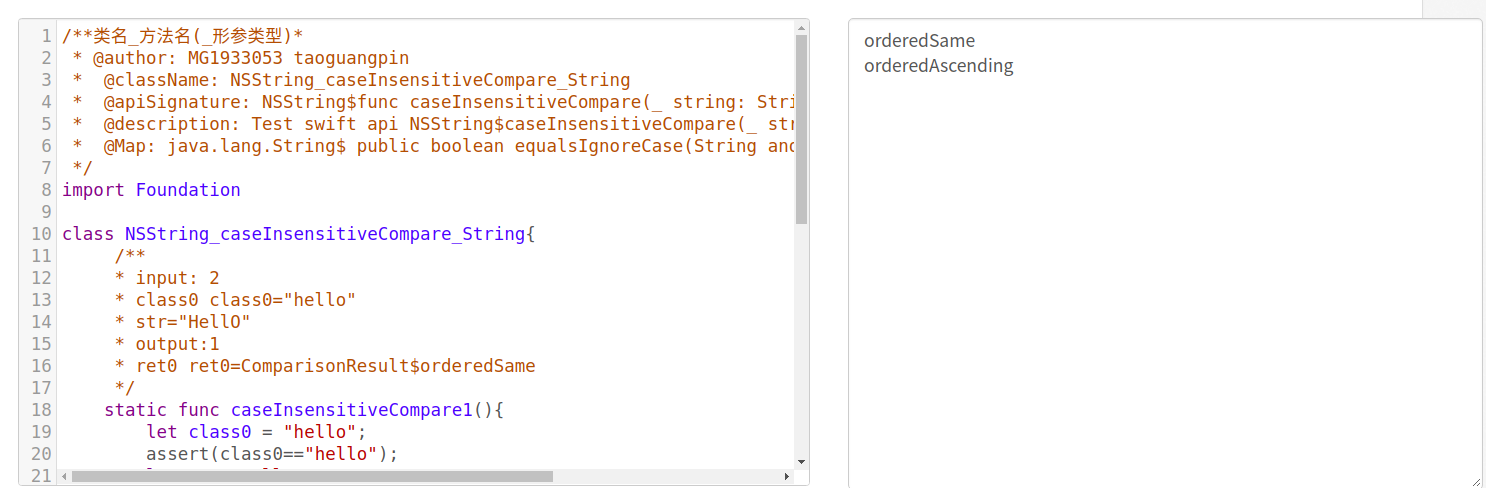 1 /**类名_方法名(_形参类型)*
2 * @author: MG1933053 taoguangpin
3 * @className: NSString_caseInsensitiveCompare_String
4 * @apiSignature: NSString$func caseInsensitiveCompare(_ string: Stri
5 * @description: Test swift api NSString$caseInsensitiveCompare(_ str
6 * @Map: java.lang.String$ public boolean equalsIgnoreCase(String ano
7 */
8 import Foundation
9
10 class NSString_caseInsensitiveCompare_String{
11 /**
12 * input: 2
13 * class0 class0="hello"
14 * str="HellO"
15 * output:1
16 * ret0 ret0=ComparisonResult$orderedSame
17 */
18 static func caseInsensitiveCompare1(){
19 let class0 = "hello";
20 assert(class0=="hello");
21
orderedSame
orderedAscending